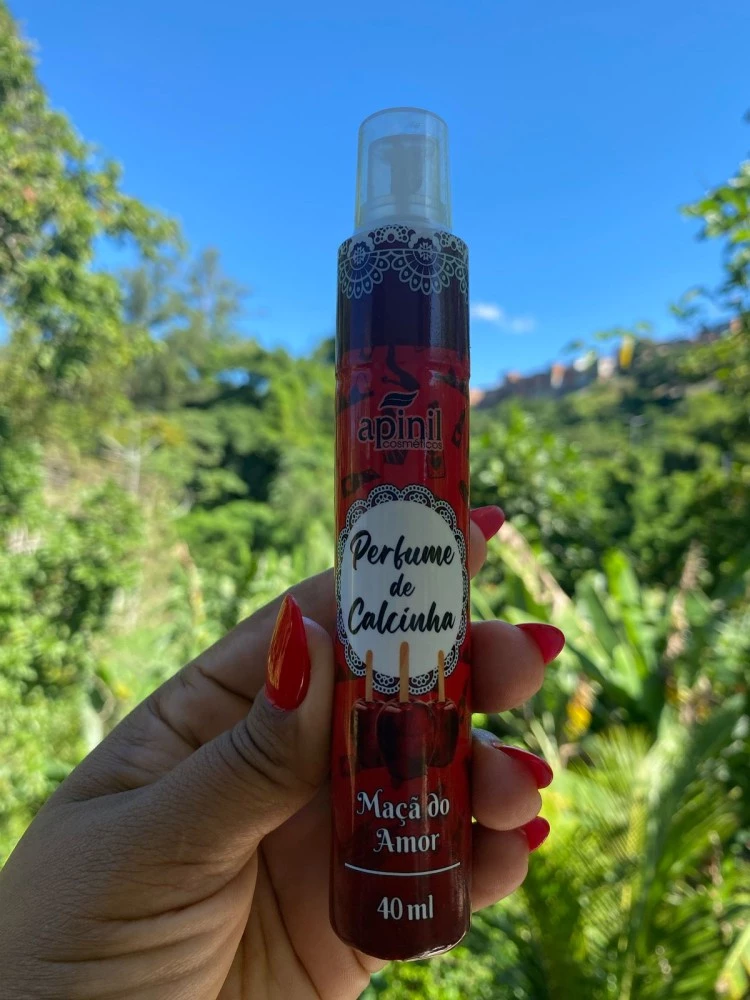 apinil
cosméticos
Perfume
de
Calcinha
Maçã do
Amor
40 ml